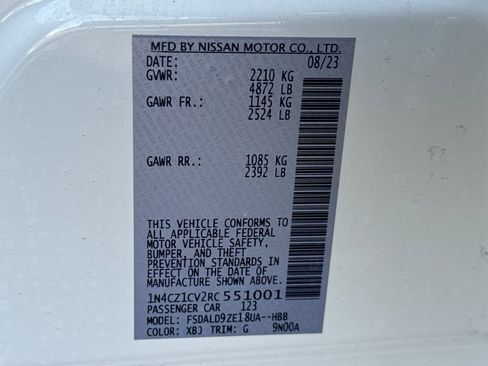 MFD BY NISSAN MOTOR CO., LTD.
DATE: 08/23
GVWR: 2210 KG
4872 LB
GAWR FR.: 1145 KG
2524 LB
GAWR RR.: 1085 KG
2392 LB
THIS VEHICLE CONFORMS TO
ALL APPLICABLE FEDERAL
MOTOR VEHICLE SAFETY,
BUMPER, AND THEFT
PREVENTION STANDARDS
IN EFFECT ON THE DATE OF
MANUFACTURE SHOWN ABOVE.
1N4CZ1CV2RC551001
PASSENGER CAR 123
MODEL: FSDALD9ZE18UA--HBB
COLOR: XBJ TRIM: G 9N00A